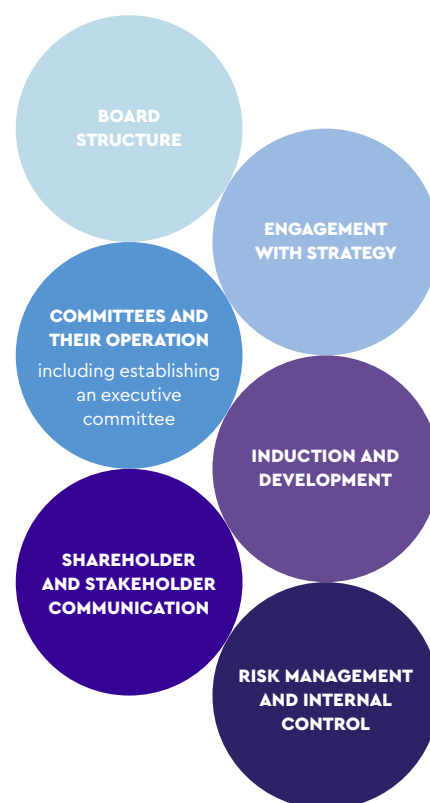 BOARD
STRUCTURE
ENGAGEMENT
WITH STRATEGY
COMMITTEES AND
THEIR OPERATION
including establishing
an executive
committee
INDUCTION AND
DEVELOPMENT
SHAREHOLDER
AND STAKEHOLDER
COMMUNICATION
RISK MANAGEMENT
AND INTERNAL
CONTROL